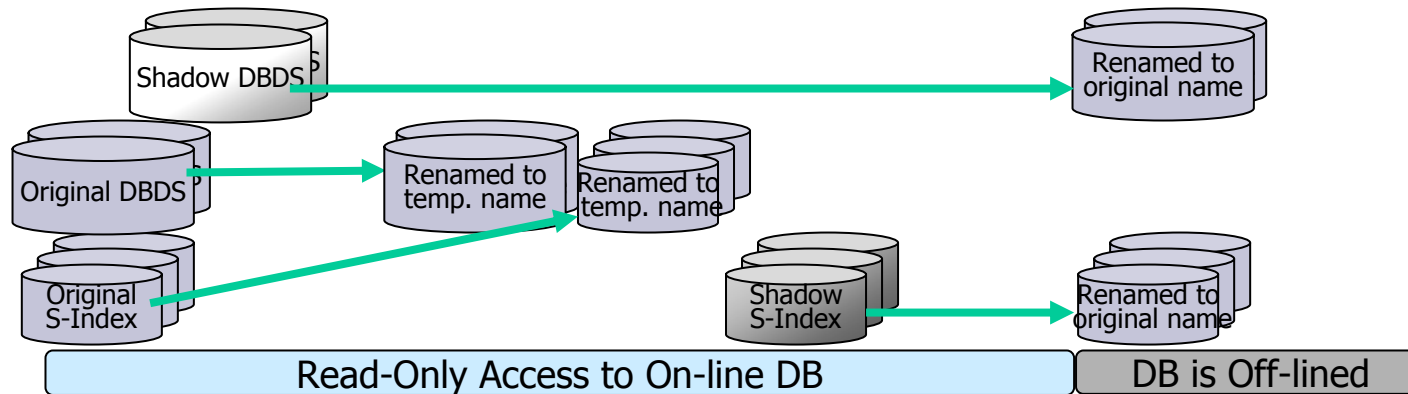 Shadow DBDS
S
Renamed to
original name
Original DBDS
S
Renamed to
temp. name
Renamed to
temp. name
Original
S-Index
Shadow
S-Index
Renamed to
original name
Read-Only Access to On-line DB
DB is Off-lined